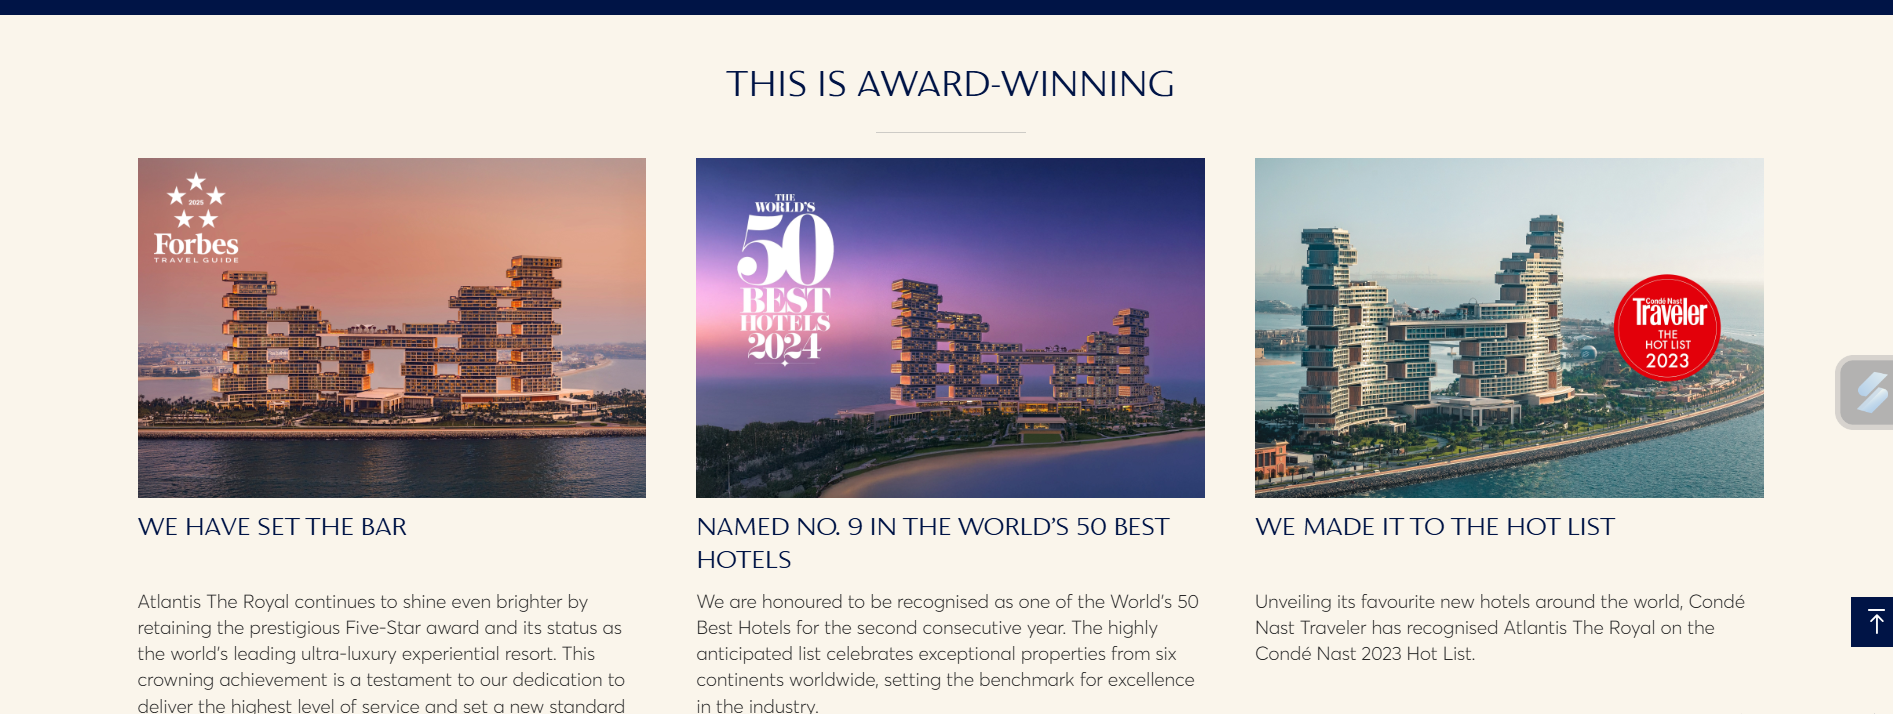 THIS IS AWARD-WINNING
2025
Forbes
TRAVEL GUIDE
THE
WORLD'S
50
BEST
HOTELS
2024
Condé Nast
Traveler
THE
HOT LIST
2023
WE HAVE SET THE BAR
Atlantis The Royal continues to shine even brighter by
retaining the prestigious Five-Star award and its status as
the world's leading ultra-luxury experiential resort. This
crowning achievement is a testament to our dedication to
deliver the highest level of service and set a new standard
NAMED NO. 9 IN THE WORLD'S 50 BEST
HOTELS
We are honoured to be recognised as one of the World's 50
Best Hotels for the second consecutive year. The highly
anticipated list celebrates exceptional properties from six
continents worldwide, setting the benchmark for excellence
in the industry.
WE MADE IT TO THE HOT LIST
Unveiling its favourite new hotels around the world, Condé
Nast Traveler has recognised Atlantis The Royal on the
Condé Nast 2023 Hot List.